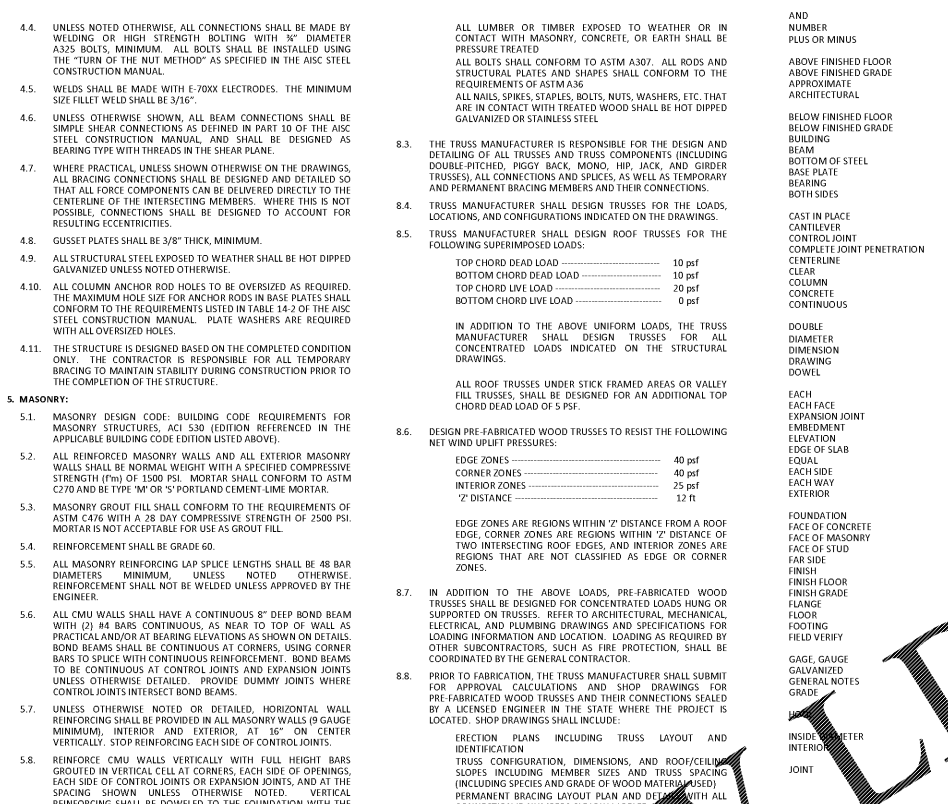 4.4. UNLESS NOTED OTHERWISE, ALL CONNECTIONS SHALL BE MADE BY
WELDING OR HIGH STRENGTH BOLTING WITH ¾" DIAMETER
A325 BOLTS, MINIMUM. ALL BOLTS SHALL BE INSTALLED USING
THE "TURN OF THE NUT METHOD" AS SPECIFIED IN THE AISC STEEL
CONSTRUCTION MANUAL.
4.5. WELDS SHALL BE MADE WITH E-70XX ELECTRODES. THE MINIMUM
SIZE FILLET WELD SHALL BE 3/16".
4.6. UNLESS OTHERWISE SHOWN, ALL BEAM CONNECTIONS SHALL BE
SIMPLE SHEAR CONNECTIONS AS DEFINED IN PART 10 OF THE AISC
STEEL CONSTRUCTION MANUAL, AND SHALL BE DESIGNED AS
BEARING TYPE WITH THREADS IN THE SHEAR PLANE.
4.7. WHERE PRACTICAL, UNLESS SHOWN OTHERWISE ON THE DRAWINGS,
ALL BRACING CONNECTIONS SHALL BE DESIGNED AND DETAILED SO
THAT ALL FORCE COMPONENTS CAN BE DELIVERED DIRECTLY TO THE
CENTERLINE OF THE INTERSECTING MEMBERS. WHERE THIS IS NOT
POSSIBLE, CONNECTIONS SHALL BE DESIGNED TO ACCOUNT FOR
RESULTING ECCENTRICITIES.
4.8. GUSSET PLATES SHALL BE 3/8" THICK, MINIMUM.
4.9. ALL STRUCTURAL STEEL EXPOSED TO WEATHER SHALL BE HOT DIPPED
GALVANIZED UNLESS NOTED OTHERWISE.
4.10. ALL COLUMN ANCHOR ROD HOLES TO BE OVERSIZED AS REQUIRED.
THE MAXIMUM HOLE SIZE FOR ANCHOR RODS IN BASE PLATES SHALL
CONFORM TO THE REQUIREMENTS LISTED IN TABLE 14-2 OF THE AISC
STEEL CONSTRUCTION MANUAL. PLATE WASHERS ARE REQUIRED
WITH ALL OVERSIZED HOLES.
4.11. THE STRUCTURE IS DESIGNED BASED ON THE COMPLETED CONDITION
ONLY. THE CONTRACTOR IS RESPONSIBLE FOR ALL TEMPORARY
BRACING TO MAINTAIN STABILITY DURING CONSTRUCTION PRIOR TO
THE COMPLETION OF THE STRUCTURE.
5. MASONRY:
5.1. MASONRY DESIGN CODE: BUILDING CODE REQUIREMENTS FOR
MASONRY STRUCTURES, ACI 530 (EDITION REFERENCED IN THE
APPLICABLE BUILDING CODE EDITION LISTED ABOVE).
5.2. ALL REINFORCED MASONRY WALLS AND ALL EXTERIOR MASONRY
WALLS SHALL BE NORMAL WEIGHT WITH A SPECIFIED COMPRESSIVE
STRENGTH (f'm) OF 1500 PSI. MORTAR SHALL CONFORM TO ASTM
C270 AND BE TYPE 'M' OR 'S' PORTLAND CEMENT-LIME MORTAR.
5.3. MASONRY GROUT FILL SHALL CONFORM TO THE REQUIREMENTS OF
ASTM C476 WITH A 28 DAY COMPRESSIVE STRENGTH OF 2500 PSI.
MORTAR IS NOT ACCEPTABLE FOR USE AS GROUT FILL.
5.4. REINFORCEMENT SHALL BE GRADE 60.
5.5. ALL MASONRY REINFORCING LAP SPLICE LENGTHS SHALL BE 48 BAR
DIAMETERS MINIMUM, UNLESS NOTED OTHERWISE.
REINFORCEMENT SHALL NOT BE WELDED UNLESS APPROVED BY THE
ENGINEER.
5.6. ALL CMU WALLS SHALL HAVE A CONTINUOUS 8" DEEP BOND BEAM
WITH (2) #4 BARS CONTINUOUS, AS NEAR TO TOP OF WALL AS
PRACTICAL AND/OR AT BEARING ELEVATIONS AS SHOWN ON DETAILS.
BOND BEAMS SHALL BE CONTINUOUS AT CORNERS, USING CORNER
BARS TO SPLICE WITH CONTINUOUS REINFORCEMENT. BOND BEAMS
TO BE CONTINUOUS AT CONTROL JOINTS AND EXPANSION JOINTS
UNLESS OTHERWISE DETAILED. PROVIDE DUMMY JOINTS WHERE
CONTROL JOINTS INTERSECT BOND BEAMS.
5.7. UNLESS OTHERWISE NOTED OR DETAILED, HORIZONTAL WALL
REINFORCING SHALL BE PROVIDED IN ALL MASONRY WALLS (9 GAUGE
MINIMUM), INTERIOR AND EXTERIOR, AT 16" ON CENTER
VERTICALLY. STOP REINFORCING EACH SIDE OF CONTROL JOINTS.
5.8. REINFORCE CMU WALLS VERTICALLY WITH FULL HEIGHT BARS
GROUTED IN VERTICAL CELL AT CORNERS, EACH SIDE OF OPENINGS,
EACH SIDE OF CONTROL JOINTS OR EXPANSION JOINTS, AND AT THE
SPACING SHOWN UNLESS OTHERWISE NOTED. VERTICAL
REINFORCING SHALL BE DOWELED TO THE FOUNDATION WITH THE
ALL LUMBER OR TIMBER EXPOSED TO WEATHER OR IN
CONTACT WITH MASONRY, CONCRETE, OR EARTH SHALL BE
PRESSURE TREATED
ALL BOLTS SHALL CONFORM TO ASTM A307. ALL RODS AND
STRUCTURAL PLATES AND SHAPES SHALL CONFORM TO THE
REQUIREMENTS OF ASTM A36
ALL NAILS, SPIKES, STAPLES, BOLTS, NUTS, WASHERS, ETC. THAT
ARE IN CONTACT WITH TREATED WOOD SHALL BE HOT DIPPED
GALVANIZED OR STAINLESS STEEL
8.3. THE TRUSS MANUFACTURER IS RESPONSIBLE FOR THE DESIGN AND
DETAILING OF ALL TRUSSES AND TRUSS COMPONENTS (INCLUDING
DOUBLE-PITCHED, PIGGY BACK, MONO, HIP, JACK, AND GIRDER
TRUSSES), ALL CONNECTIONS AND SPLICES, AS WELL AS TEMPORARY
AND PERMANENT BRACING MEMBERS AND THEIR CONNECTIONS.
8.4. TRUSS MANUFACTURER SHALL DESIGN TRUSSES FOR THE LOADS,
LOCATIONS, AND CONFIGURATIONS INDICATED ON THE DRAWINGS.
8.5. TRUSS MANUFACTURER SHALL DESIGN ROOF TRUSSES FOR THE
FOLLOWING SUPERIMPOSED LOADS:
TOP CHORD DEAD LOAD ------------------------- 10 psf
BOTTOM CHORD DEAD LOAD -------------------- 10 psf
TOP CHORD LIVE LOAD ------------------------- 20 psf
BOTTOM CHORD LIVE LOAD --------------------- 0 psf
IN ADDITION TO THE ABOVE UNIFORM LOADS, THE TRUSS
MANUFACTURER SHALL DESIGN TRUSSES FOR ALL
CONCENTRATED LOADS INDICATED ON THE STRUCTURAL
DRAWINGS.
ALL ROOF TRUSSES UNDER STICK FRAMED AREAS OR VALLEY
FILL TRUSSES, SHALL BE DESIGNED FOR AN ADDITIONAL TOP
CHORD DEAD LOAD OF 5 PSF.
8.6. DESIGN PRE-FABRICATED WOOD TRUSSES TO RESIST THE FOLLOWING
NET WIND UPLIFT PRESSURES:
EDGE ZONES ------------------------------------ 40 psf
CORNER ZONES --------------------------------- 40 psf
INTERIOR ZONES -------------------------------- 25 psf
'Z' DISTANCE ----------------------------------- 12 ft
EDGE ZONES ARE REGIONS WITHIN 'Z' DISTANCE FROM A ROOF
EDGE, CORNER ZONES ARE REGIONS WITHIN 'Z' DISTANCE OF
TWO INTERSECTING ROOF EDGES, AND INTERIOR ZONES ARE
REGIONS THAT ARE NOT CLASSIFIED AS EDGE OR CORNER
ZONES.
8.7. IN ADDITION TO THE ABOVE LOADS, PRE-FABRICATED WOOD
TRUSSES SHALL BE DESIGNED FOR CONCENTRATED LOADS HUNG OR
SUPPORTED ON TRUSSES. REFER TO ARCHITECTURAL, MECHANICAL,
ELECTRICAL, AND PLUMBING DRAWINGS AND SPECIFICATIONS FOR
LOADING INFORMATION AND LOCATION. LOADING AS REQUIRED BY
OTHER SUBCONTRACTORS, SUCH AS FIRE PROTECTION, SHALL BE
COORDINATED BY THE GENERAL CONTRACTOR.
8.8. PRIOR TO FABRICATION, THE TRUSS MANUFACTURER SHALL SUBMIT
FOR APPROVAL CALCULATIONS AND SHOP DRAWINGS FOR
PRE-FABRICATED WOOD TRUSSES AND THEIR CONNECTIONS SEALED
BY A LICENSED ENGINEER IN THE STATE WHERE THE PROJECT IS
LOCATED. SHOP DRAWINGS SHALL INCLUDE:
ERECTION PLANS INCLUDING TRUSS LAYOUT AND
IDENTIFICATION
TRUSS CONFIGURATION, DIMENSIONS, AND ROOF/CEILING
SLOPES INCLUDING MEMBER SIZES AND TRUSS SPACING
(INCLUDING SPECIES AND GRADE OF WOOD MATERIAL USED)
PERMANENT BRACING LAYOUT PLAN AND DETAILS WITH ALL
AND
NUMBER
PLUS OR MINUS
ABOVE FINISHED FLOOR
ABOVE FINISHED GRADE
APPROXIMATE
ARCHITECTURAL
BELOW FINISHED FLOOR
BELOW FINISHED GRADE
BUILDING
BEAM
BOTTOM OF STEEL
BASE PLATE
BEARING
BOTH SIDES
CAST IN PLACE
CANTILEVER
CONTROL JOINT
COMPLETE JOINT PENETRATION
CENTERLINE
CLEAR
COLUMN
CONCRETE
CONTINUOUS
DOUBLE
DIAMETER
DIMENSION
DRAWING
DOWEL
EACH
EACH FACE
EXPANSION JOINT
EMBEDMENT
ELEVATION
EDGE OF SLAB
EQUAL
EACH SIDE
EACH WAY
EXTERIOR
FOUNDATION
FACE OF CONCRETE
FACE OF MASONRY
FACE OF STUD
FAR SIDE
FINISH
FINISH FLOOR
FINISH GRADE
FLANGE
FLOOR
FOOTING
FIELD VERIFY
GAGE, GAUGE
GALVANIZED
GENERAL NOTES
GRADE
INSIDE DIAMETER
INTERIOR
JOINT